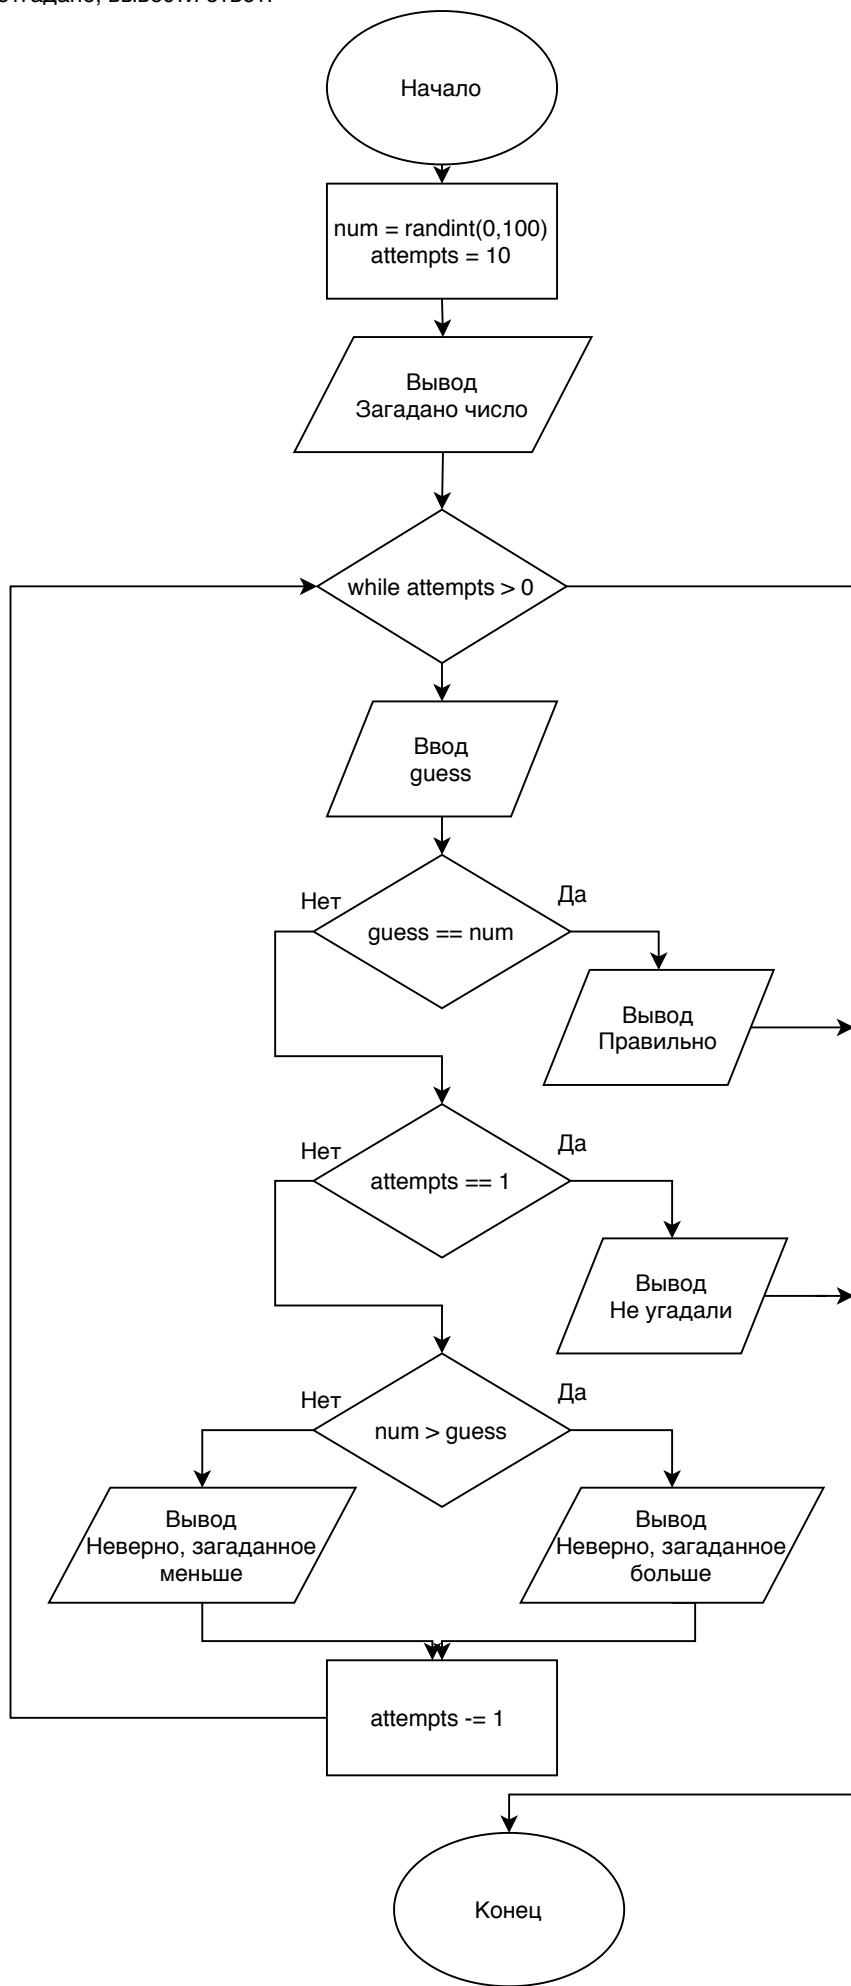 вывести ответ.
Начало
num = randint(0,100)
attempts = 10
Вывод
Загадано число
while attempts > 0
Ввод
guess
Нет
Да
guess == num
Вывод
Правильно
Нет
Да
attempts == 1
Вывод
Не угадали
Нет
Да
num > guess
Вывод
Неверно, загаданное
меньше
Вывод
Неверно, загаданное
больше
attempts -= 1
Конец